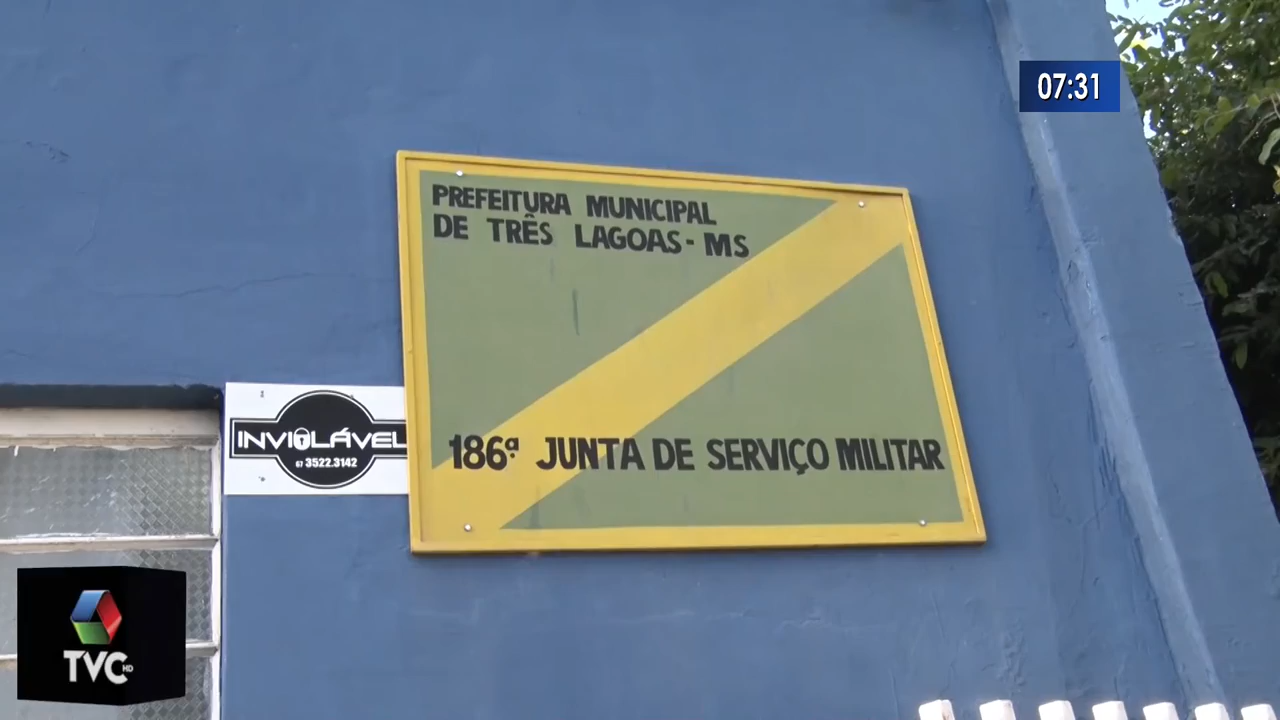 07:31
PREFEITURA MUNICIPAL
DE TRÊS LAGOAS - MS
186ª JUNTA DE SERVIÇO MILITAR
INVIOLÁVEL
67 3522.3142
TVC HD